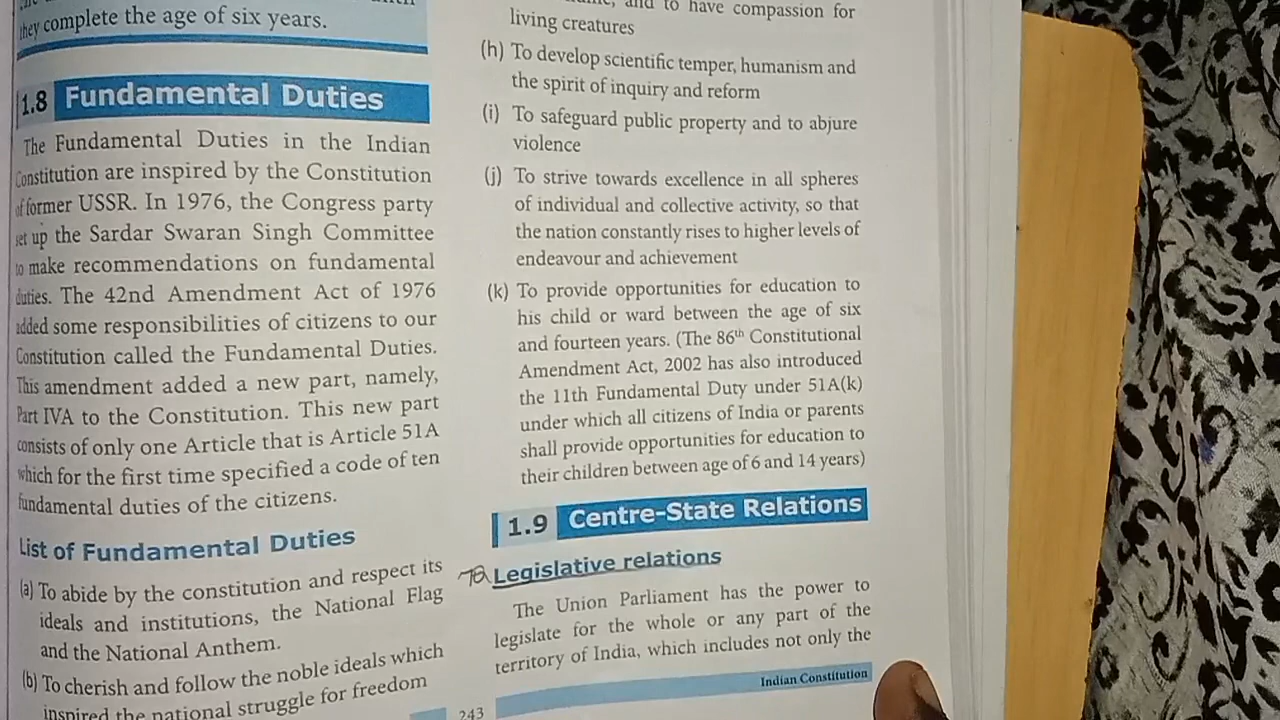 they complete the age of six years.
1.8 Fundamental Duties
The Fundamental Duties in the Indian
Constitution are inspired by the Constitution
of former USSR. In 1976, the Congress party
set up the Sardar Swaran Singh Committee
to make recommendations on fundamental
duties. The 42nd Amendment Act of 1976
added some responsibilities of citizens to our
Constitution called the Fundamental Duties.
This amendment added a new part, namely,
Part IVA to the Constitution. This new part
consists of only one Article that is Article 51A
which for the first time specified a code of ten
fundamental duties of the citizens.
List of Fundamental Duties
(a) To abide by the constitution and respect its
ideals and institutions, the National Flag
and the National Anthem.
(b) To cherish and follow the noble ideals which
inspired the national struggle for freedom
and to have compassion for
living creatures
(h) To develop scientific temper, humanism and
the spirit of inquiry and reform
(i) To safeguard public property and to abjure
violence
(j) To strive towards excellence in all spheres
of individual and collective activity, so that
the nation constantly rises to higher levels of
endeavour and achievement
(k) To provide opportunities for education to
his child or ward between the age of six
and fourteen years. (The 86th Constitutional
Amendment Act, 2002 has also introduced
the 11th Fundamental Duty under 51A(k)
under which all citizens of India or parents
shall provide opportunities for education to
their children between age of 6 and 14 years)
1.9 Centre-State Relations
Legislative relations
The Union Parliament has the power to
legislate for the whole or any part of the
territory of India, which includes not only the
243
Indian Constitution